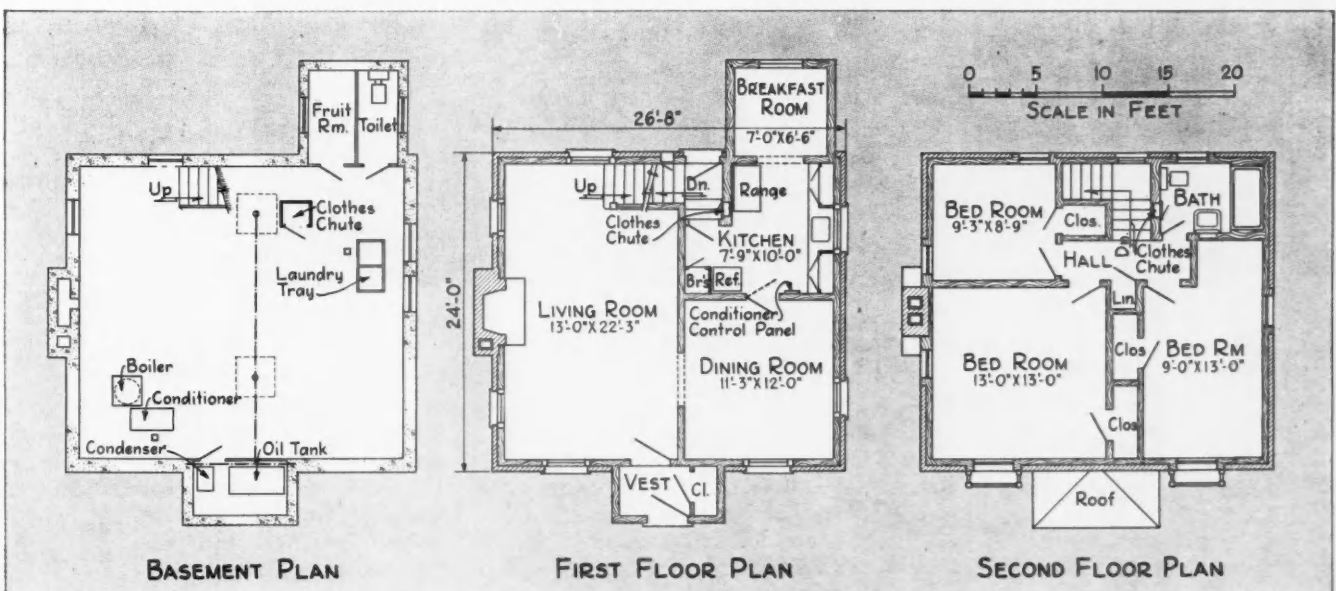 Fruit
Rm.
Toilet
Up
Clothes
Chute
Laundry
Tray
Boiler
Conditioner
Condenser
Oil Tank
BASEMENT PLAN
BREAKFAST
ROOM
7'-0"X6'-6"
26'-8"
24'-0"
Up
Dn.
Range
Clothes
Chute
KITCHEN
7'-9"X10'-0"
Br's
Ref.
LIVING ROOM
13'-0"X22'-3"
Conditioner
Control Panel
DINING ROOM
11'-3"X12'-0"
VEST
Cl.
FIRST FLOOR PLAN
0 5 10 15 20
SCALE IN FEET
BED ROOM
9'-3"X8'-9"
Clos.
BATH
Dn
Clothes
Chute
HALL
Lin.
BED ROOM
13'-0"X13'-0"
Clos
BED RM
9'-0"X13'-0"
Clos
Roof
SECOND FLOOR PLAN